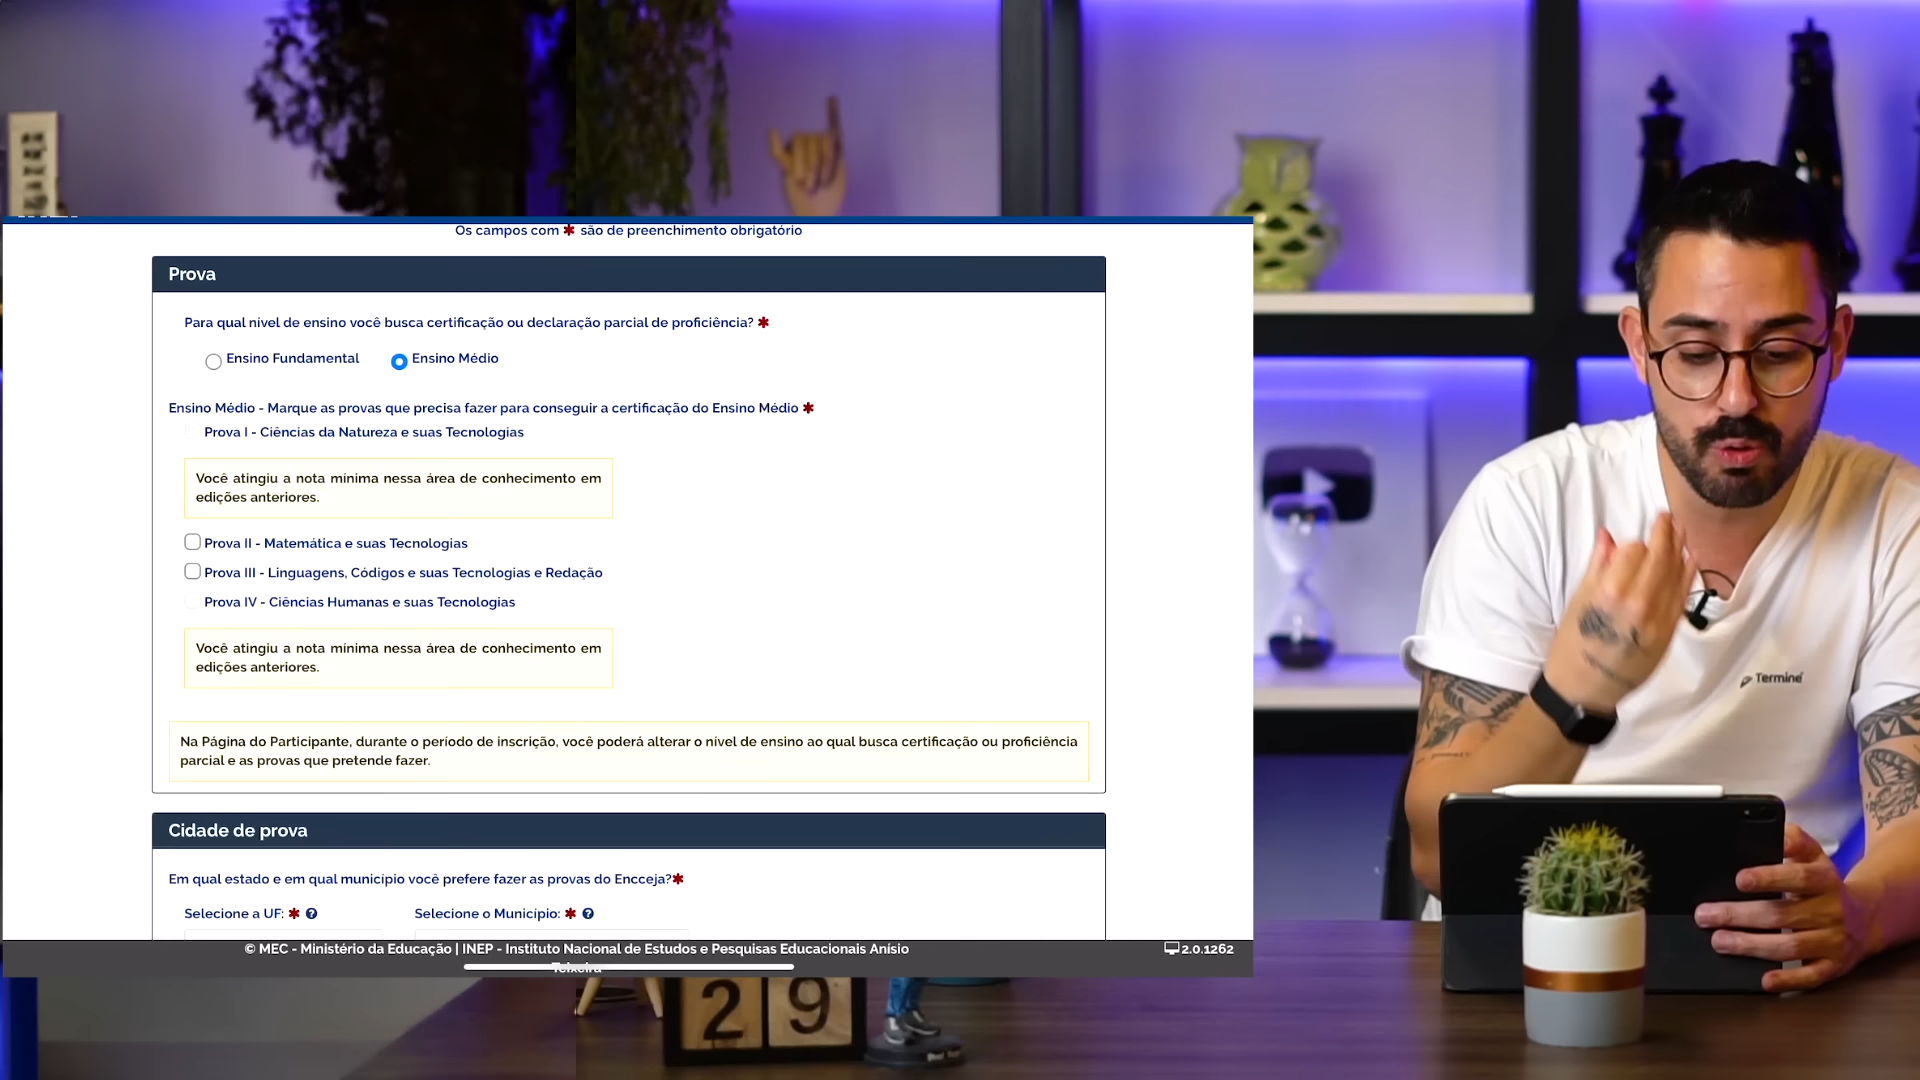 Os campos com * são de preenchimento obrigatório
Prova
Para qual nível de ensino você busca certificação ou declaração parcial de proficiência? *
Ensino Fundamental
Ensino Médio
Ensino Médio - Marque as provas que precisa fazer para conseguir a certificação do Ensino Médio *
Prova I - Ciências da Natureza e suas Tecnologias
Você atingiu a nota mínima nessa área de conhecimento em
edições anteriores.
Prova II - Matemática e suas Tecnologias
Prova III - Linguagens, Códigos e suas Tecnologias e Redação
Prova IV - Ciências Humanas e suas Tecnologias
Você atingiu a nota mínima nessa área de conhecimento em
edições anteriores.
Na Página do Participante, durante o período de inscrição, você poderá alterar o nível de ensino ao qual busca certificação ou proficiência
parcial e as provas que pretende fazer.
Cidade de prova
Em qual estado e em qual município você prefere fazer as provas do Encceja?*
Selecione a UF: * ?
Selecione o Município: * ?
© MEC - Ministério da Educação | INEP - Instituto Nacional de Estudos e Pesquisas Educacionais Anísio
Teixeira
2.0.1262
Termine
29